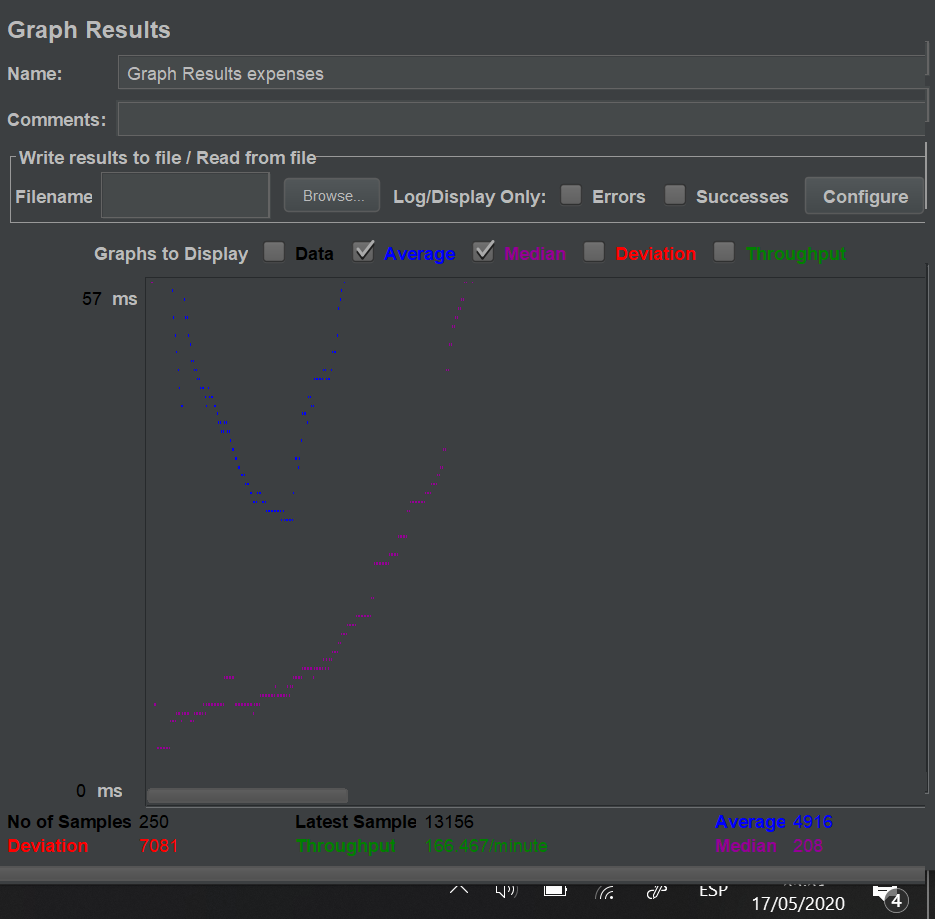 Graph Results
Name: Graph Results expenses
Comments:
Write results to file / Read from file
Filename Browse... Log/Display Only: Errors Successes Configure
Graphs to Display Data Average Median Deviation Throughput
57 ms
0 ms
No of Samples 250 Latest Sample 13156 Average 4916
Deviation 7081 Throughput 166.467/minute Median 208
ESP
17/05/2020 4